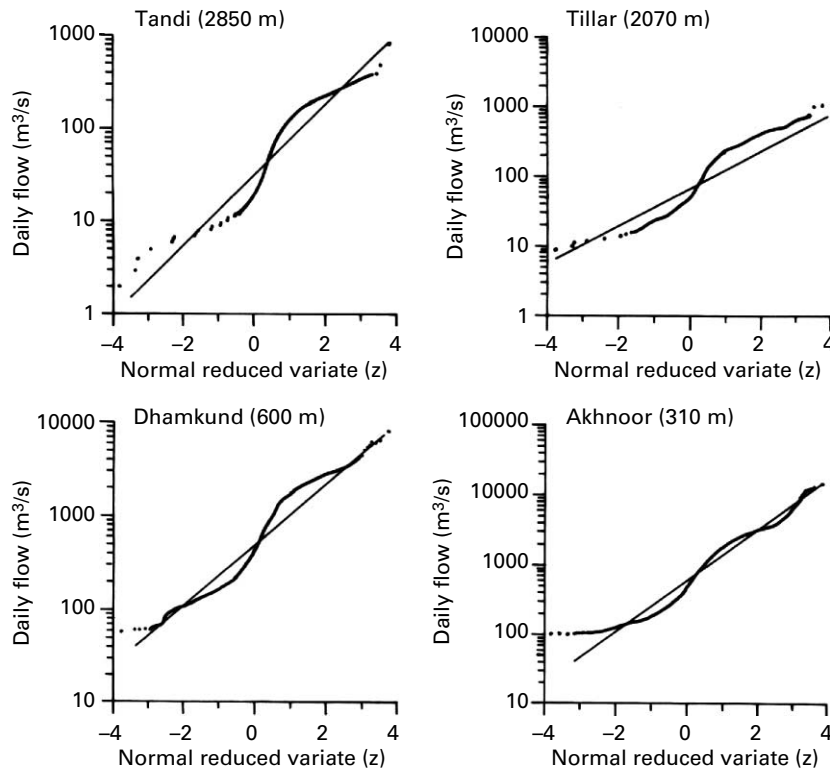 Tandi (2850 m)
1000
100
10
1
Daily flow (m³/s)
−4 −2 0 2 4
Normal reduced variate (z)
Tillar (2070 m)
10000
1000
100
10
1
Daily flow (m³/s)
−4 −2 0 2 4
Normal reduced variate (z)
Dhamkund (600 m)
10000
1000
100
10
Daily flow (m³/s)
−4 −2 0 2 4
Normal reduced variate (z)
Akhnoor (310 m)
100000
10000
1000
100
10
Daily flow (m³/s)
−4 −2 0 2 4
Normal reduced variate (z)